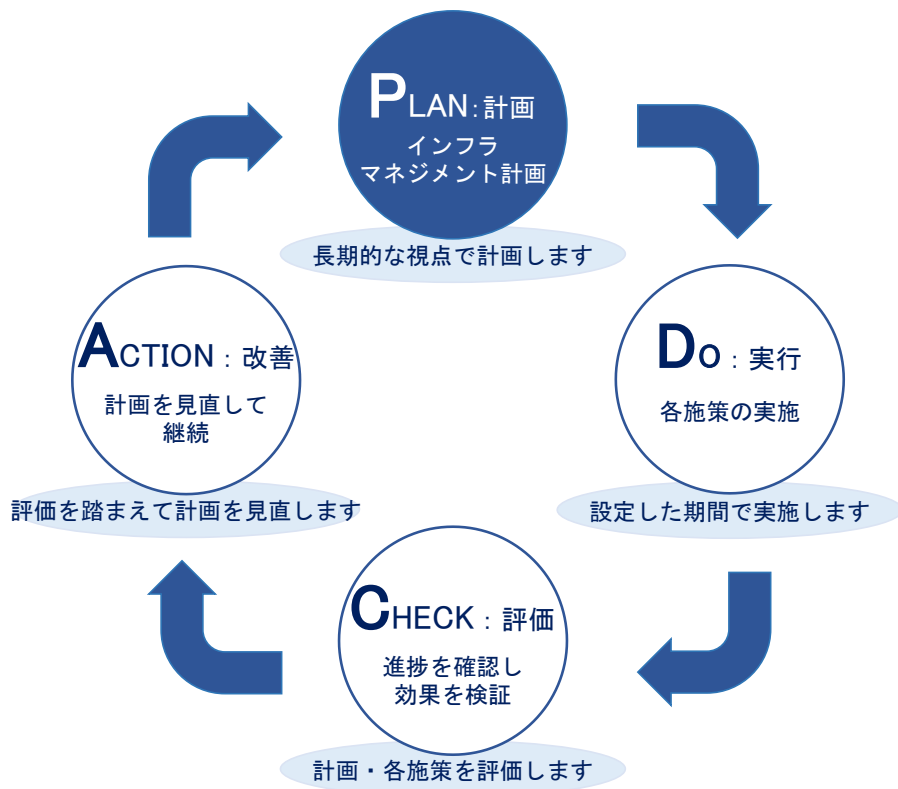 PLAN：計画
インフラ
マネジメント計画
長期的な視点で計画します
DO：実行
各施策の実施
設定した期間で実施します
CHECK：評価
進捗を確認し
効果を検証
計画・各施策を評価します
ACTION：改善
計画を見直して
継続
評価を踏まえて計画を見直します